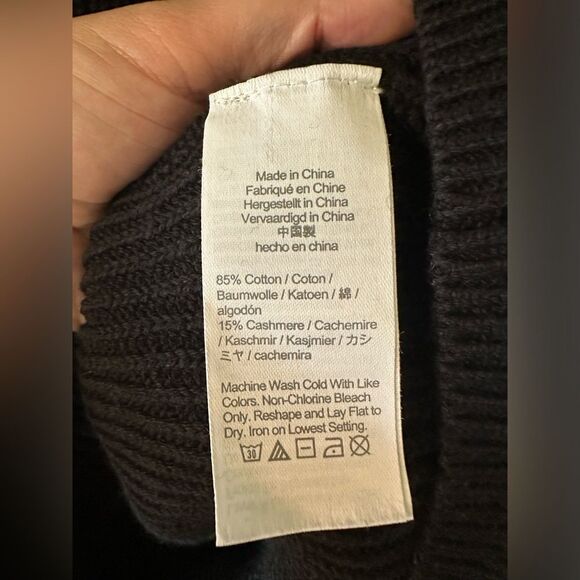 Made in China
Fabriqué en Chine
Hergestellt in China
Vervaardigd in China
中国製
hecho en china
85% Cotton / Coton /
Baumwolle / Katoen / 綿 /
algodón
15% Cashmere / Cachemire
/ Kaschmir / Kasjmier / カシ
ミヤ / cachemira
Machine Wash Cold With Like
Colors. Non-Chlorine Bleach
Only. Reshape and Lay Flat to
Dry. Iron on Lowest Setting.
30